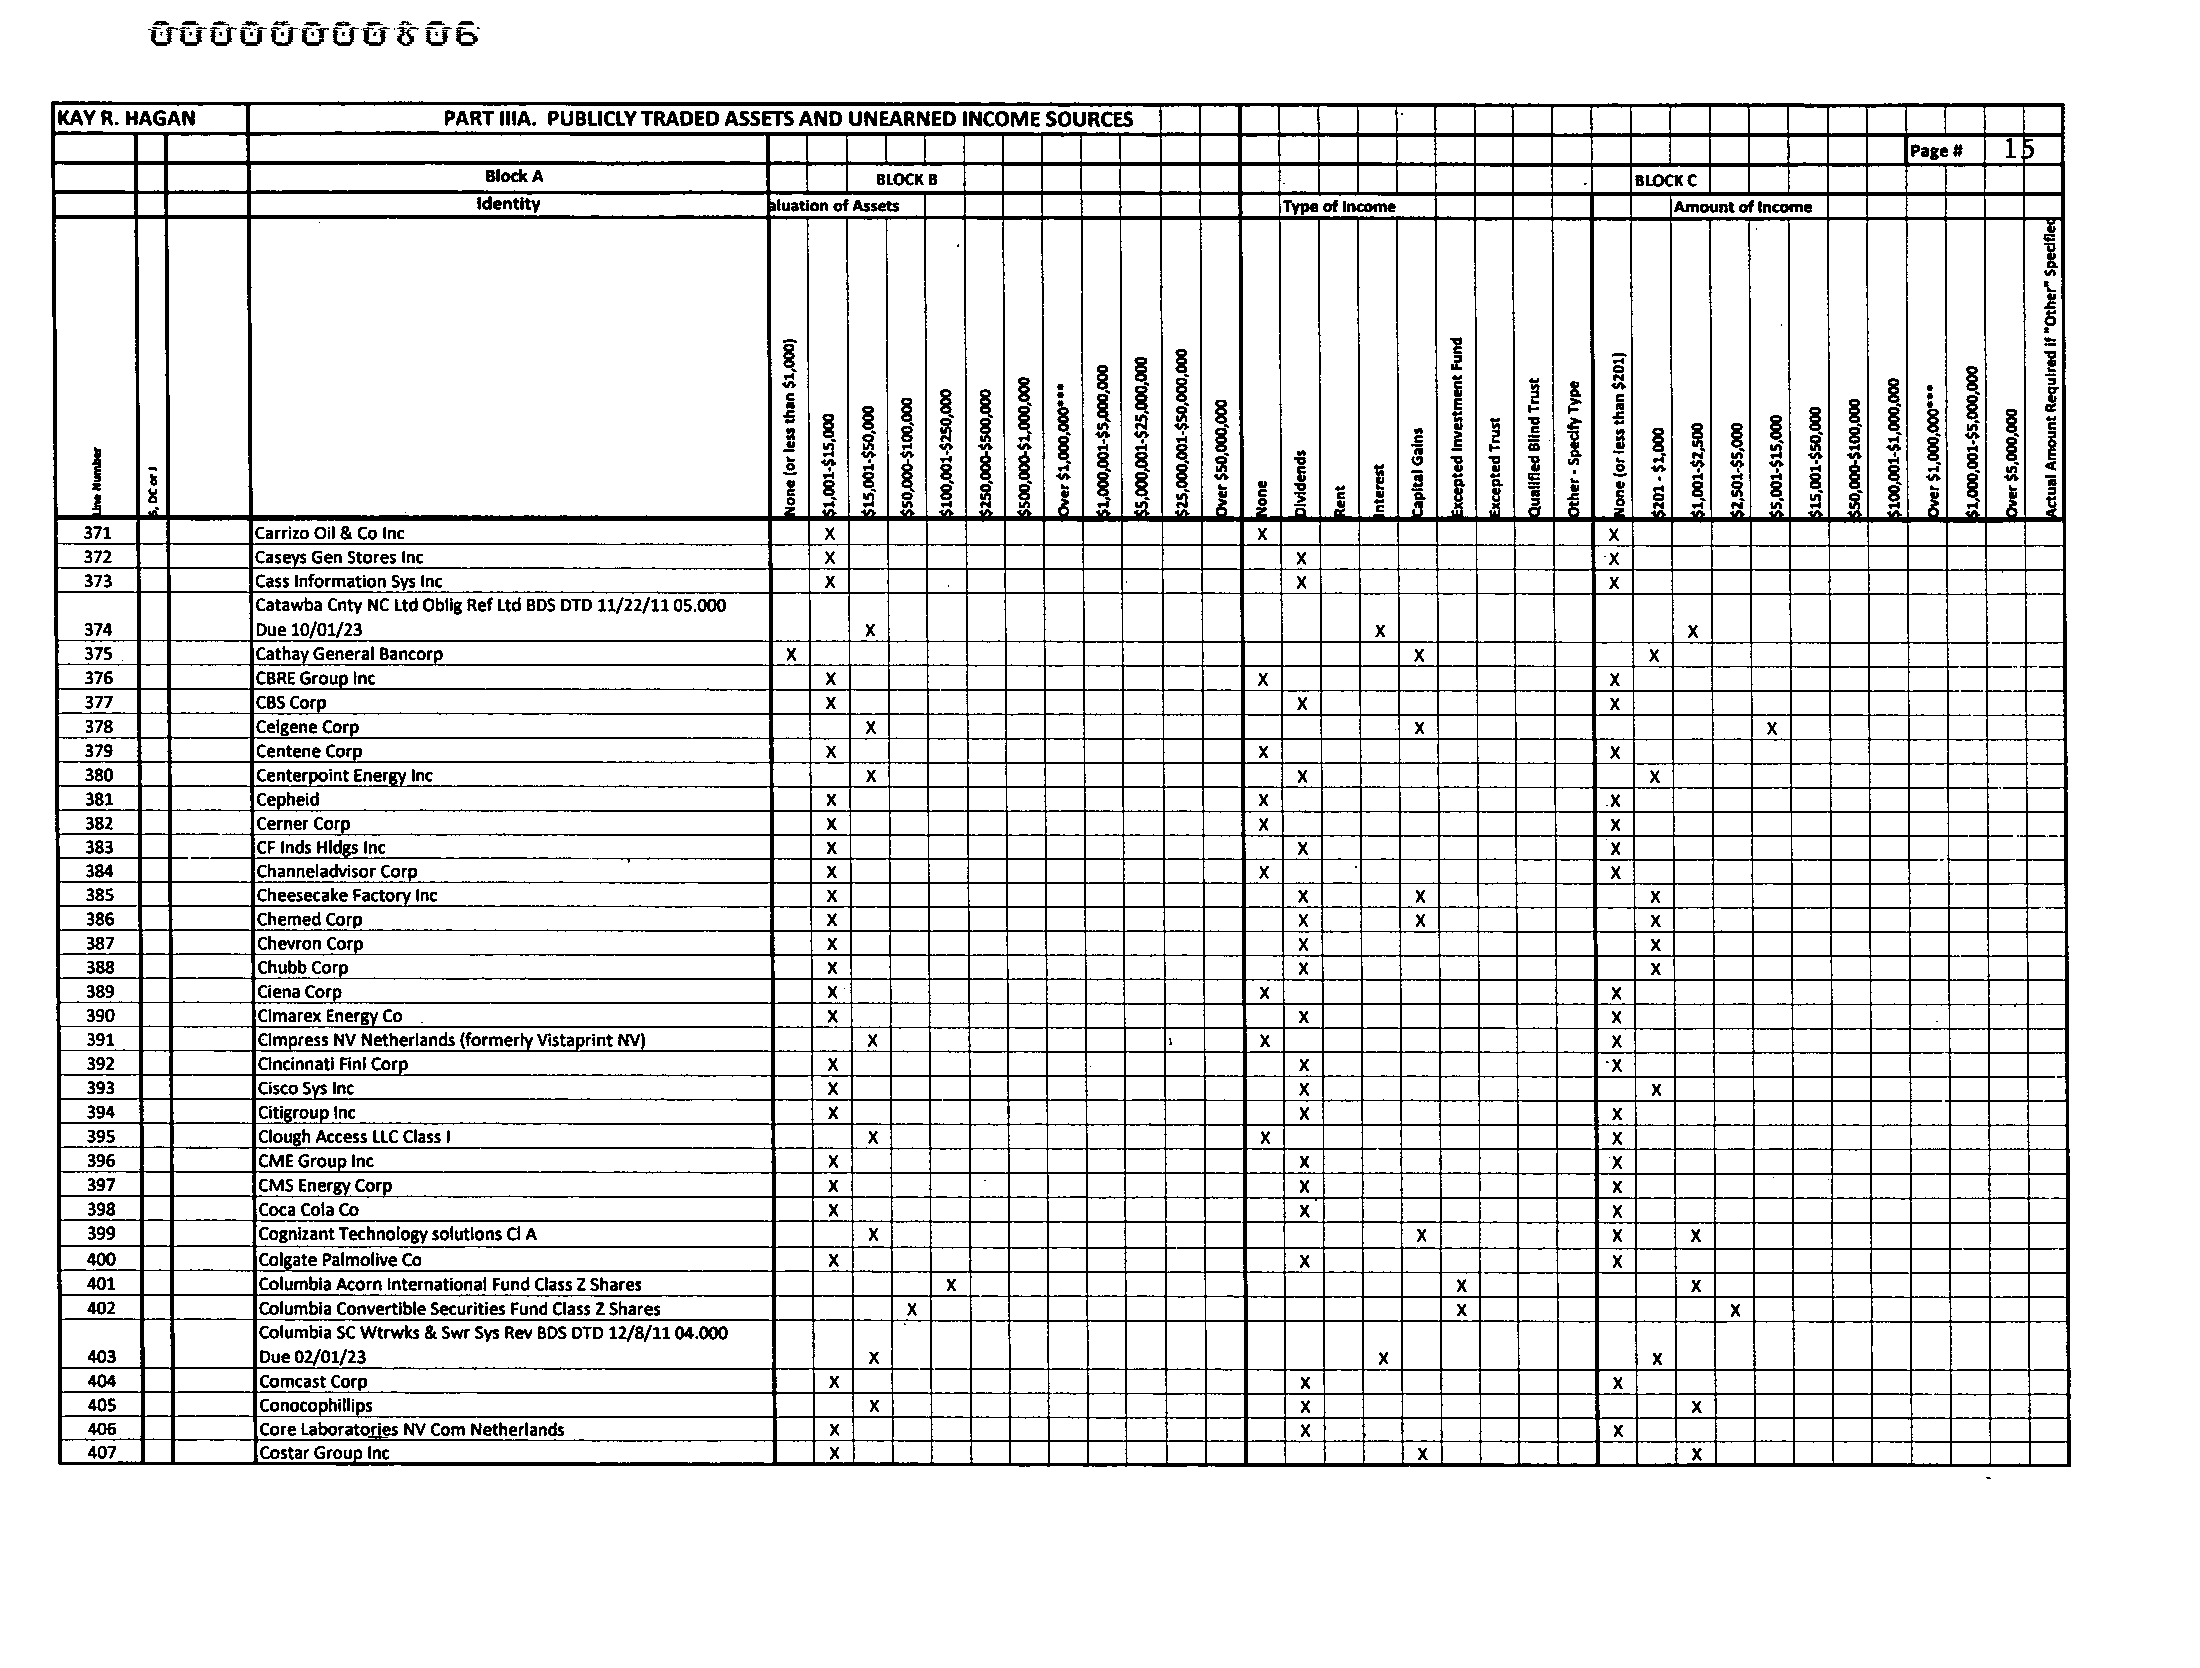 000000000806
KAY R. HAGAN PART IIIA. PUBLICLY TRADED ASSETS AND UNEARNED INCOME SOURCES
Page # 15
Block A BLOCK B BLOCK C
Identity aluation of Assets Type of Income Amount of Income
Line Number
S, DC or J
None (or less than $1,000)
$1,001-$15,000
$15,001-$50,000
$50,000-$100,000
$100,001-$250,000
$250,000-$500,000
$500,000-$1,000,000
Over $1,000,000***
$1,000,001-$5,000,000
$5,000,001-$25,000,000
$25,000,001-$50,000,000
Over $50,000,000
None
Dividends
Rent
Interest
Capital Gains
Excepted Investment Fund
Excepted Trust
Qualified Blind Trust
Other - Specify Type
None (or less than $201)
$201 - $1,000
$1,001-$2,500
$2,501-$5,000
$5,001-$15,000
$15,001-$50,000
$50,000-$100,000
$100,001-$1,000,000
Over $1,000,000***
$1,000,001-$5,000,000
Over $5,000,000
Actual Amount Required if "Other" Specified
371 Carrizo Oil & Co Inc X X X
372 Caseys Gen Stores Inc X X X
373 Cass Information Sys Inc X X X
Catawba Cnty NC Ltd Oblig Ref Ltd BDS DTD 11/22/11 05.000
374 Due 10/01/23 X X X
375 Cathay General Bancorp X X X
376 CBRE Group Inc X X X
377 CBS Corp X X X
378 Celgene Corp X X X
379 Centene Corp X X X
380 Centerpoint Energy Inc X X X
381 Cepheid X X X
382 Cerner Corp X X X
383 CF Inds Hldgs Inc X X X
384 Channeladvisor Corp X X X
385 Cheesecake Factory Inc X X X X
386 Chemed Corp X X X X
387 Chevron Corp X X X
388 Chubb Corp X X X
389 Ciena Corp X X X
390 Cimarex Energy Co X X X
391 Cimpress NV Netherlands (formerly Vistaprint NV) X X X
392 Cincinnati Finl Corp X X X
393 Cisco Sys Inc X X X
394 Citigroup Inc X X X
395 Clough Access LLC Class I X X X
396 CME Group Inc X X X
397 CMS Energy Corp X X X
398 Coca Cola Co X X X
399 Cognizant Technology solutions Cl A X X X X
400 Colgate Palmolive Co X X X
401 Columbia Acorn International Fund Class Z Shares X X X
402 Columbia Convertible Securities Fund Class Z Shares X X X
Columbia SC Wtrwks & Swr Sys Rev BDS DTD 12/8/11 04.000
403 Due 02/01/23 X X X
404 Comcast Corp X X X
405 Conocophillips X X X
406 Core Laboratories NV Com Netherlands X X X
407 Costar Group Inc X X X